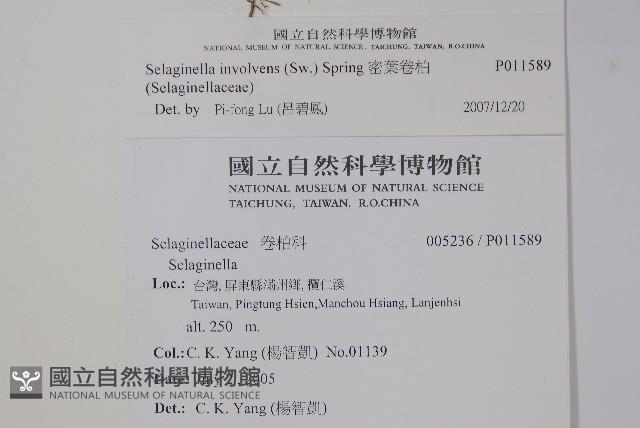 國立自然科學博物館
NATIONAL MUSEUM OF NATURAL SCIENCE, TAICHUNG, TAIWAN, R.O.CHINA
Selaginella involvens (Sw.) Spring 密葉卷柏 P011589
(Selaginellaceae)
Det. by Pi-fong Lu (呂碧鳳) 2007/12/20
國立自然科學博物館
NATIONAL MUSEUM OF NATURAL SCIENCE
TAICHUNG, TAIWAN, R.O.CHINA
Selaginellaceae 卷柏科 005236 / P011589
Selaginella
Loc.: 台灣, 屏東縣滿州鄉, 欖仁溪
Taiwan, Pingtung Hsien,Manchou Hsiang, Lanjenhsi
alt. 250 m.
Col.: C. K. Yang (楊智凱) No.01139
國立自然科學博物館
NATIONAL MUSEUM OF NATURAL SCIENCE
Det.: C. K. Yang (楊智凱)